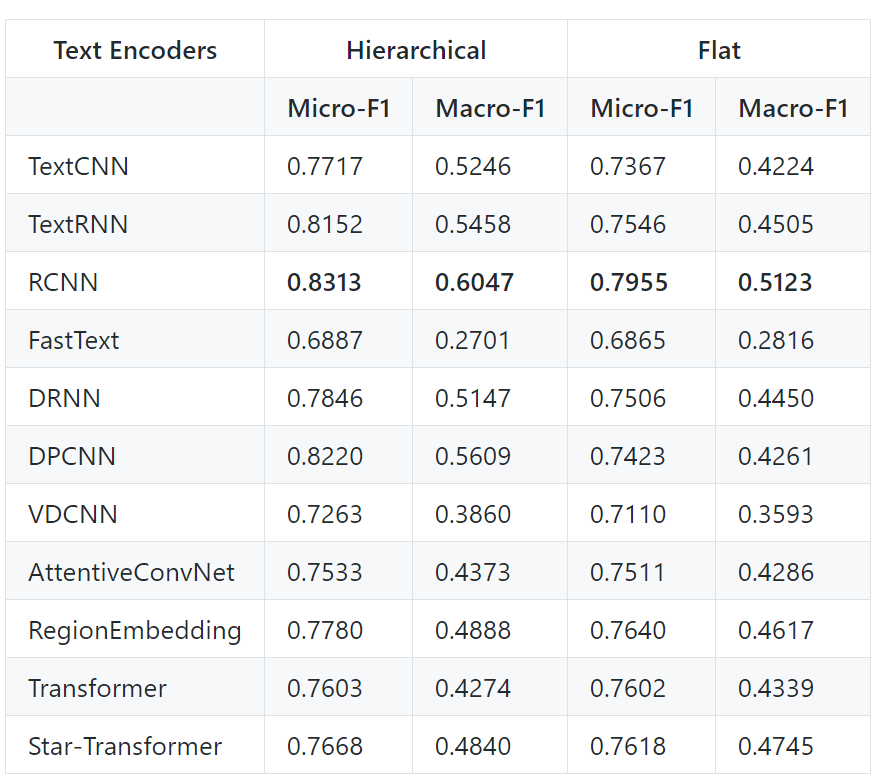 Text Encoders Hierarchical Flat
Micro-F1 Macro-F1 Micro-F1 Macro-F1
TextCNN 0.7717 0.5246 0.7367 0.4224
TextRNN 0.8152 0.5458 0.7546 0.4505
RCNN 0.8313 0.6047 0.7955 0.5123
FastText 0.6887 0.2701 0.6865 0.2816
DRNN 0.7846 0.5147 0.7506 0.4450
DPCNN 0.8220 0.5609 0.7423 0.4261
VDCNN 0.7263 0.3860 0.7110 0.3593
AttentiveConvNet 0.7533 0.4373 0.7511 0.4286
RegionEmbedding 0.7780 0.4888 0.7640 0.4617
Transformer 0.7603 0.4274 0.7602 0.4339
Star-Transformer 0.7668 0.4840 0.7618 0.4745